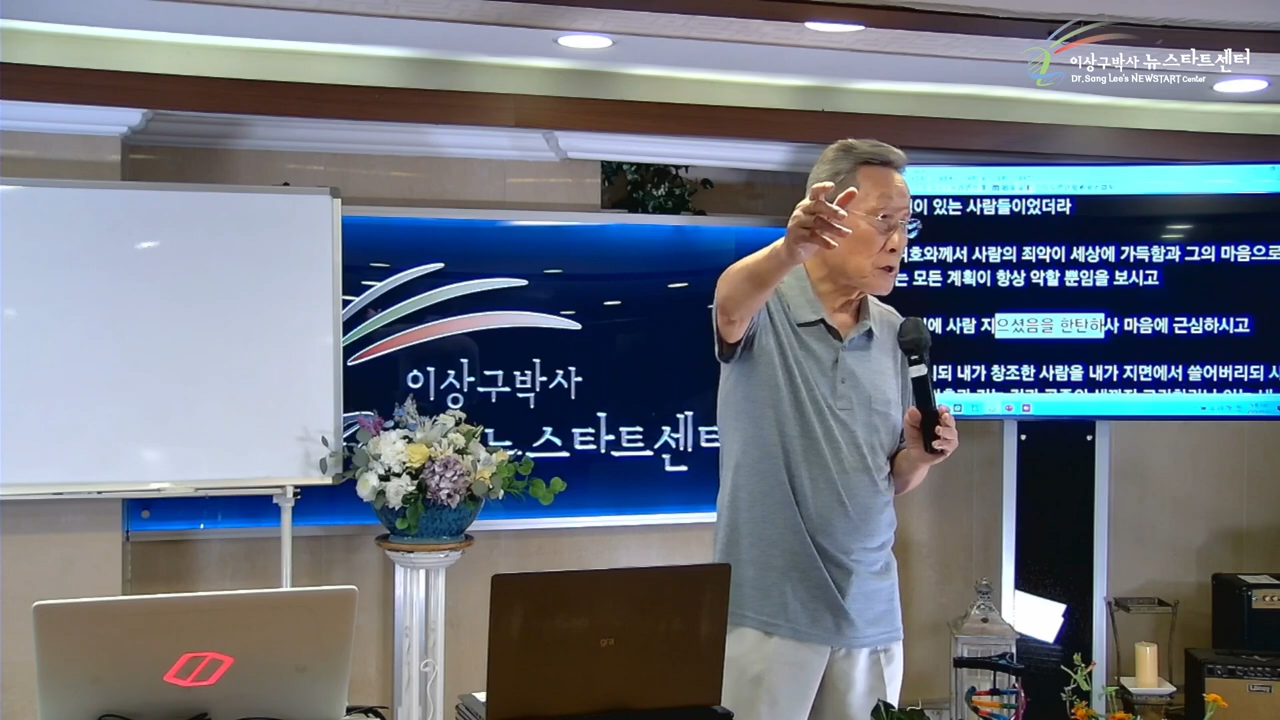 이상구박사 뉴스타트센터
Dr. Sang Lee's NEWSTART Center
있는 사람들이었더라
여호와께서 사람의 죄악이 세상에 가득함과 그의 마음으로
모든 계획이 항상 악할 뿐임을 보시고
사람 지으셨음을 한탄하사 마음에 근심하시고
내가 창조한 사람을 내가 지면에서 쓸어버리되
이상구박사
뉴스타트센터
gram
Laney